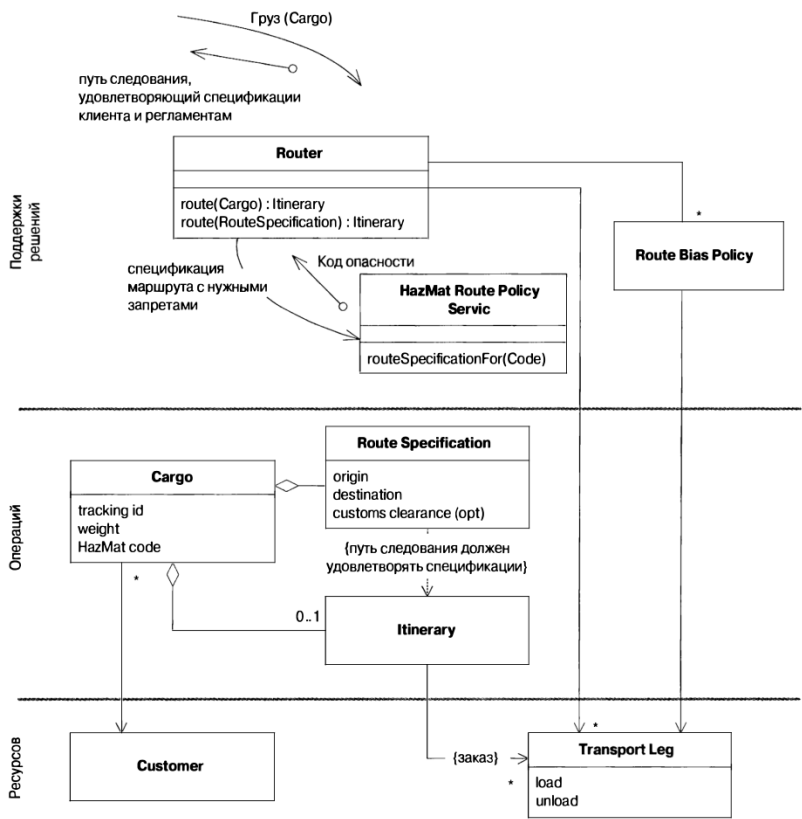 Груз (Cargo)
путь следования,
удовлетворяющий спецификации
клиента и регламентам
Router
route(Cargo) : Itinerary
route(RouteSpecification) : Itinerary
*
Route Bias Policy
Поддержки
решений
спецификация
маршрута с нужными
запретами
Код опасности
HazMat Route Policy
Servic
routeSpecificationFor(Code)
Операций
Cargo
tracking id
weight
HazMat code
Route Specification
origin
destination
customs clearance (opt)
{путь следования должен
удовлетворять спецификации}
*
0..1
Itinerary
Ресурсов
Customer
{заказ}
*
*
Transport Leg
load
unload